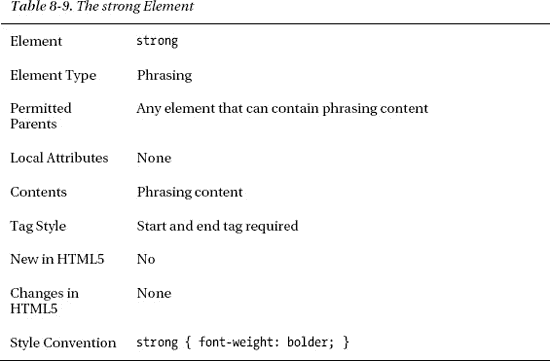 Table 8-9. The strong Element
Element strong
Element Type Phrasing
Permitted Parents Any element that can contain phrasing content
Local Attributes None
Contents Phrasing content
Tag Style Start and end tag required
New in HTML5 No
Changes in HTML5 None
Style Convention strong { font-weight: bolder; }